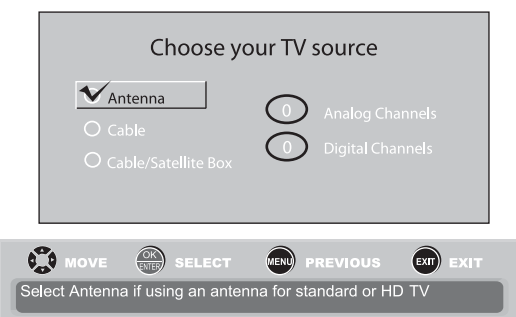 Choose your TV source
Antenna
0 Analog Channels
Cable
0 Digital Channels
Cable/Satellite Box
MOVE OK ENTER SELECT MENU PREVIOUS EXIT EXIT
Select Antenna if using an antenna for standard or HD TV